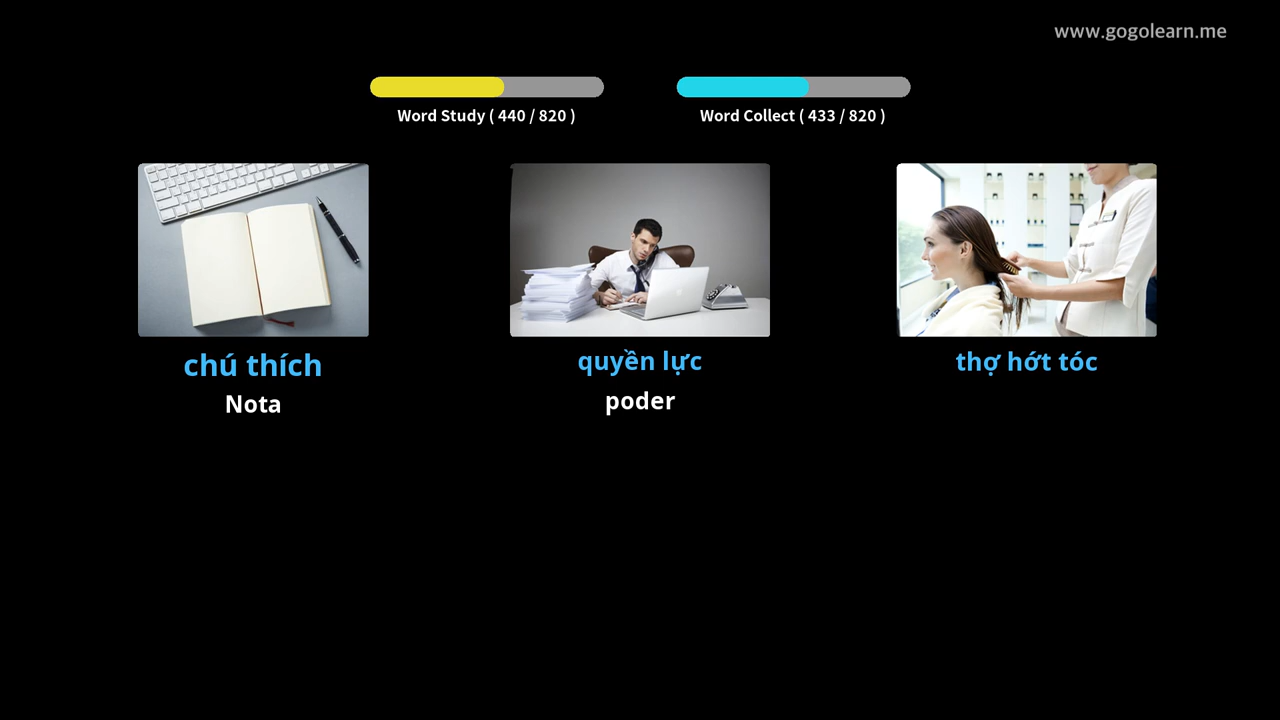 www.gogolearn.me
Word Study ( 440 / 820 )
Word Collect ( 433 / 820 )
chú thích
Nota
quyền lực
poder
thợ hớt tóc